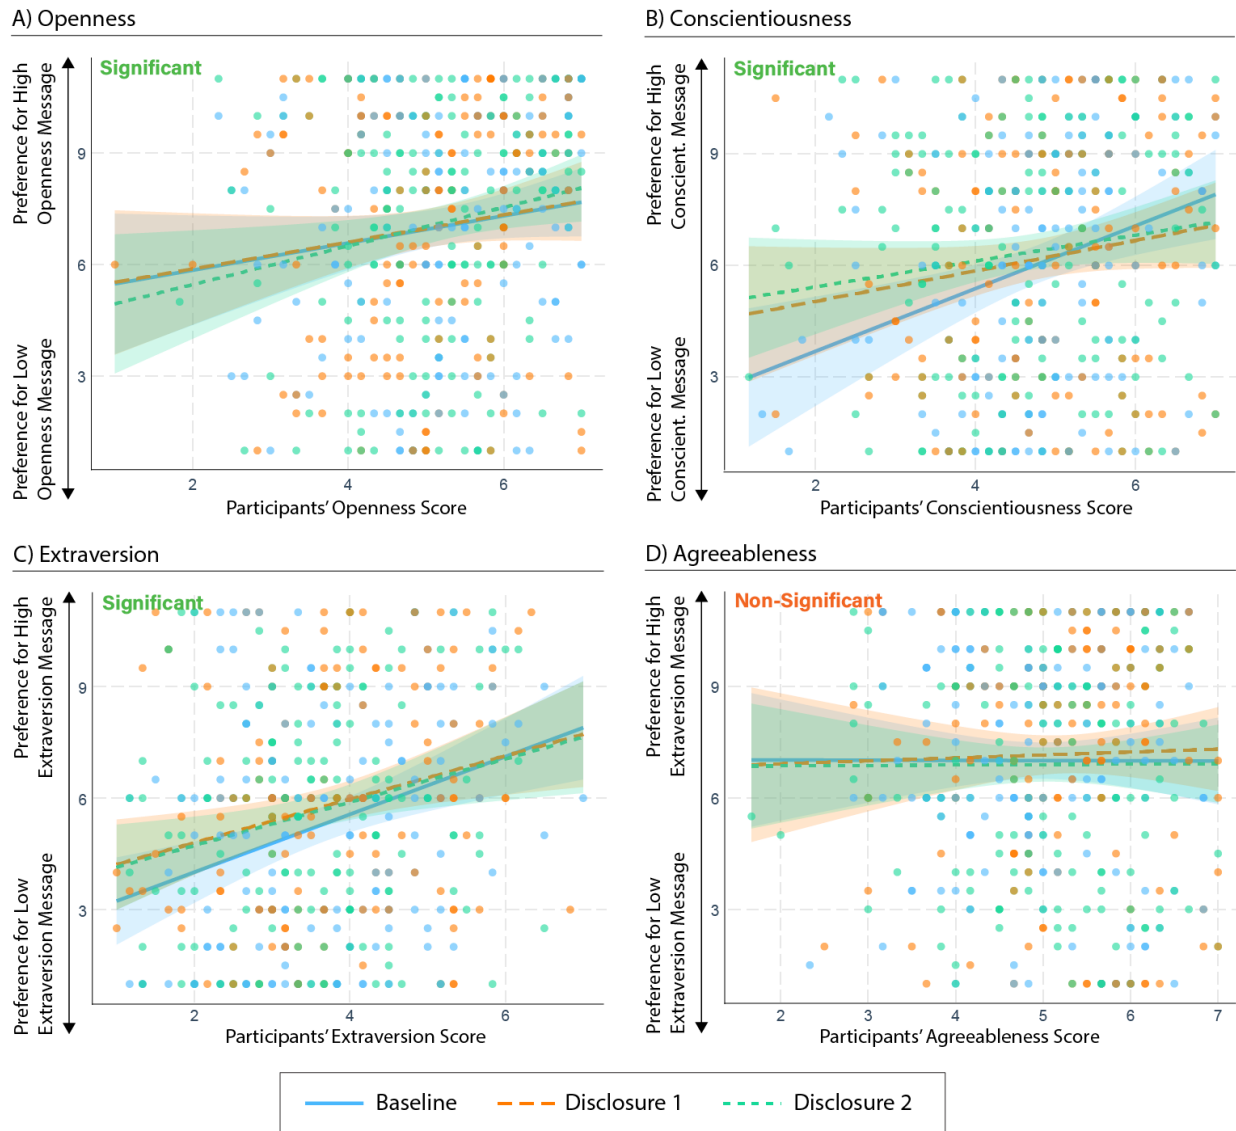 A) Openness
Significant
Preference for High
Openness Message
Preference for Low
Openness Message
9
6
3
2
4
6
Participants' Openness Score
B) Conscientiousness
Significant
Preference for High
Conscient. Message
Preference for Low
Conscient. Message
9
6
3
2
4
6
Participants' Conscientiousness Score
C) Extraversion
Significant
Preference for High
Extraversion Message
Preference for Low
Extraversion Message
9
6
3
2
4
6
Participants' Extraversion Score
D) Agreeableness
Non-Significant
Preference for High
Extraversion Message
Preference for Low
Extraversion Message
9
6
3
2
3
4
5
6
7
Participants' Agreeableness Score
Baseline
Disclosure 1
Disclosure 2